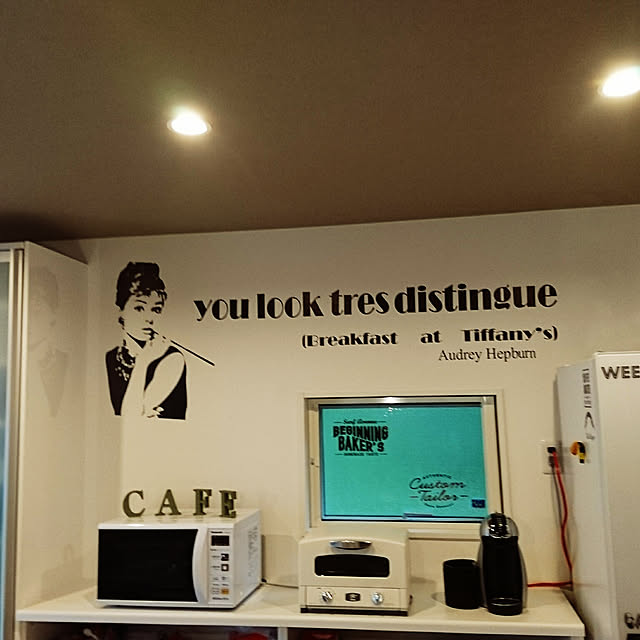 you look tres distingue
(Breakfast at Tiffany's)
Audrey Hepburn
BEGINNING
BAKER'S
Custom
Tailor
WEE
CAFE